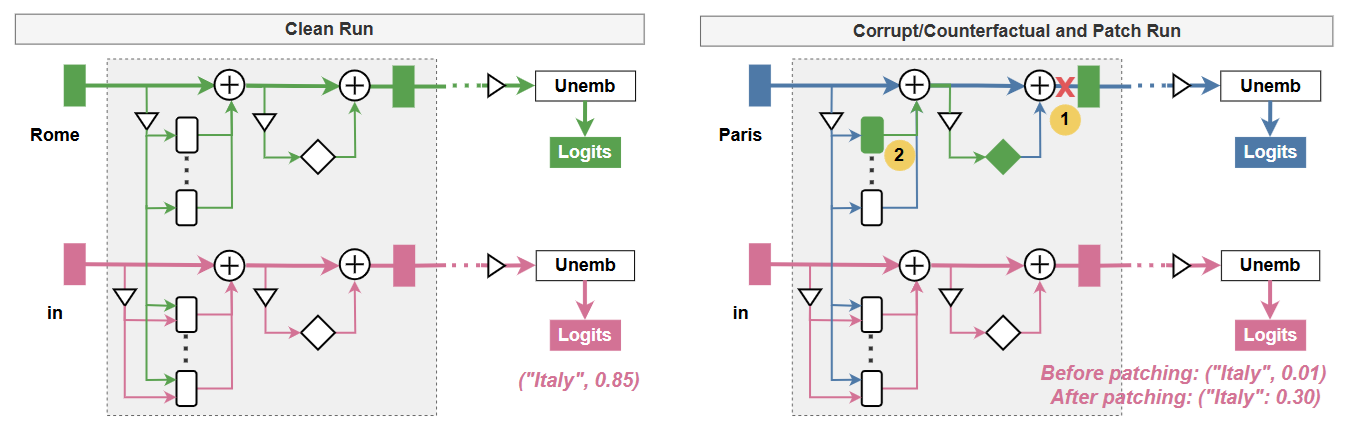 Clean Run
Rome
Unemb
Logits
in
Unemb
Logits
("Italy", 0.85)
Corrupt/Counterfactual and Patch Run
Paris
1
2
Unemb
Logits
in
Unemb
Logits
Before patching: ("Italy", 0.01)
After patching: ("Italy": 0.30)